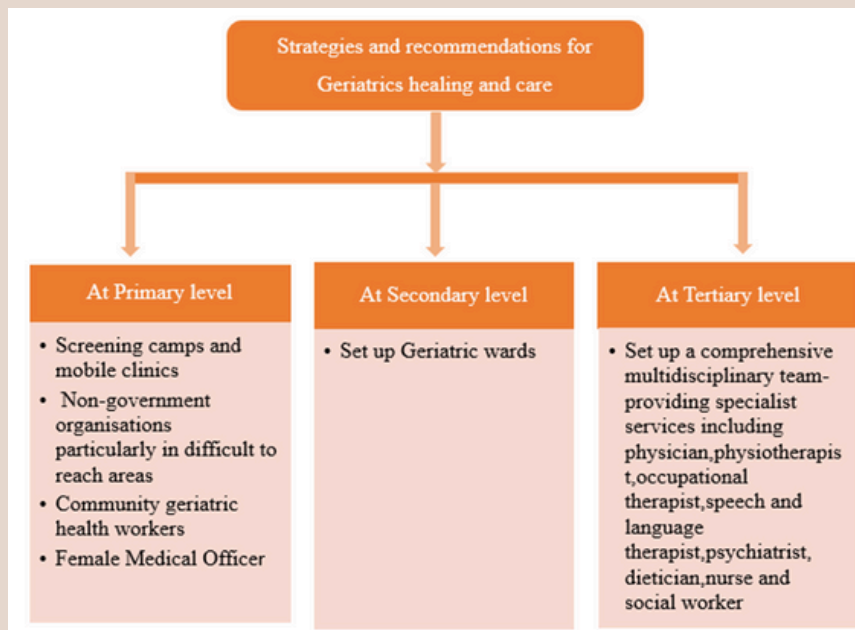 Strategies and recommendations for
Geriatrics healing and care
At Primary level
• Screening camps and
mobile clinics
• Non-government
organisations
particularly in difficult to
reach areas
• Community geriatric
health workers
• Female Medical Officer
At Secondary level
• Set up Geriatric wards
At Tertiary level
• Set up a comprehensive
multidisciplinary team-
providing specialist
services including
physician,physiotherapis
t,occupational
therapist,speech and
language
therapist,psychiatrist,
dietician,nurse and
social worker